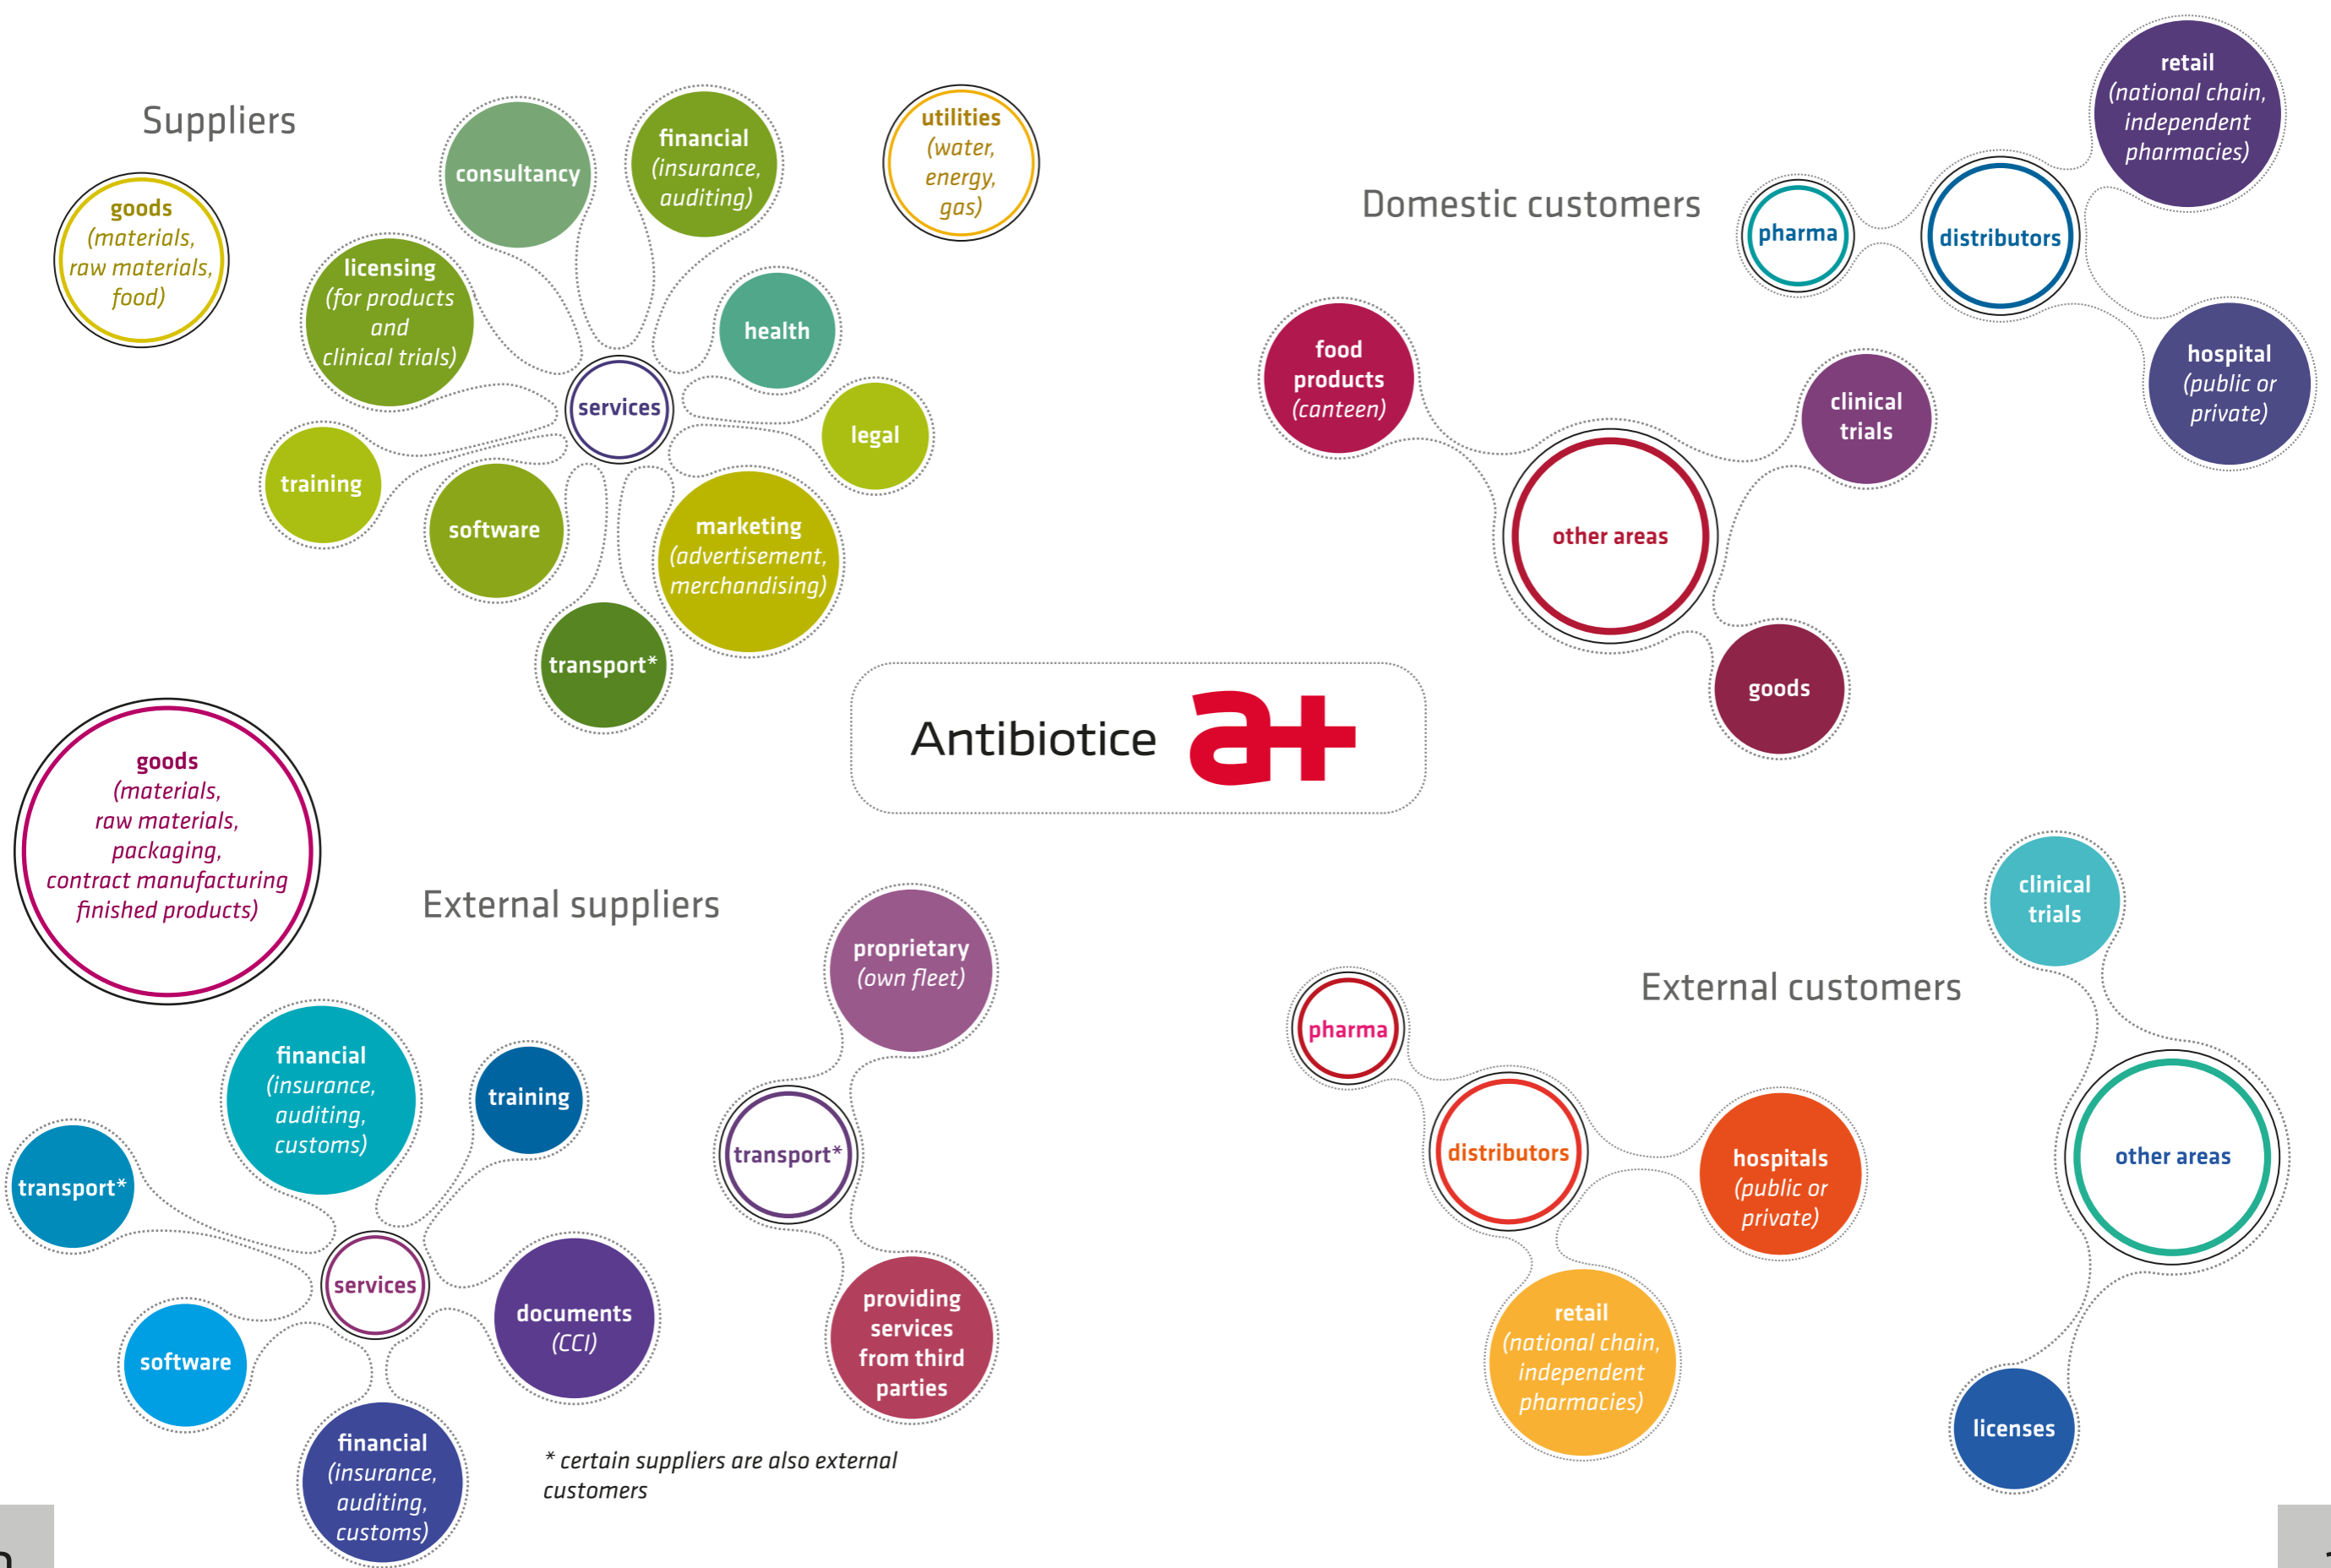 Suppliers
goods
(materials,
raw materials,
food)
consultancy
financial
(insurance,
auditing)
utilities
(water,
energy,
gas)
licensing
(for products
and
clinical trials)
health
services
legal
training
software
marketing
(advertisement,
merchandising)
transport*
Domestic customers
pharma
distributors
retail
(national chain,
independent
pharmacies)
hospital
(public or
private)
food
products
(canteen)
clinical
trials
other areas
goods
Antibiotice a+
goods
(materials,
raw materials,
packaging,
contract manufacturing
finished products)
External suppliers
financial
(insurance,
auditing,
customs)
training
transport*
services
software
documents
(CCI)
financial
(insurance,
auditing,
customs)
proprietary
(own fleet)
transport*
providing
services
from third
parties
* certain suppliers are also external
customers
External customers
pharma
distributors
hospitals
(public or
private)
retail
(national chain,
independent
pharmacies)
clinical
trials
other areas
licenses